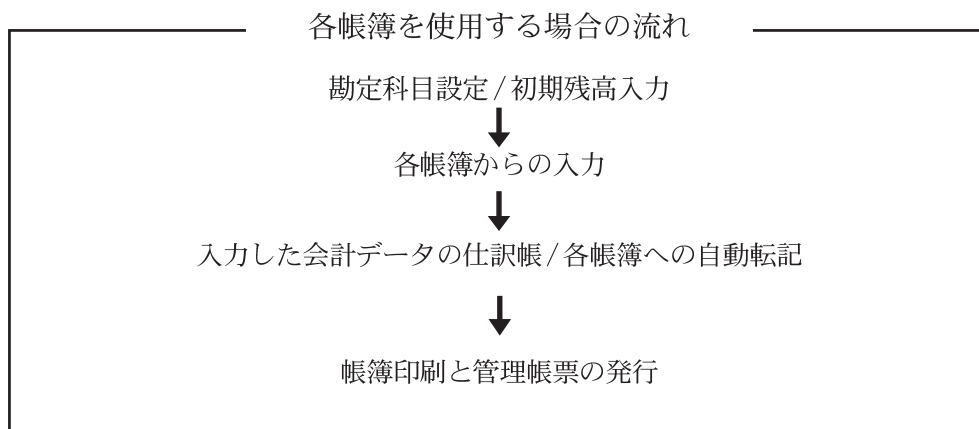 各帳簿を使用する場合の流れ
勘定科目設定/初期残高入力
各帳簿からの入力
入力した会計データの仕訳帳/各帳簿への自動転記
帳簿印刷と管理帳票の発行